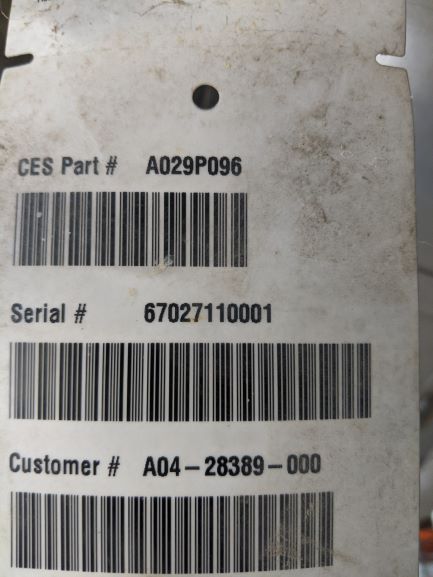 CES Part # A029P096
Serial # 67027110001
Customer # A04-28389-000